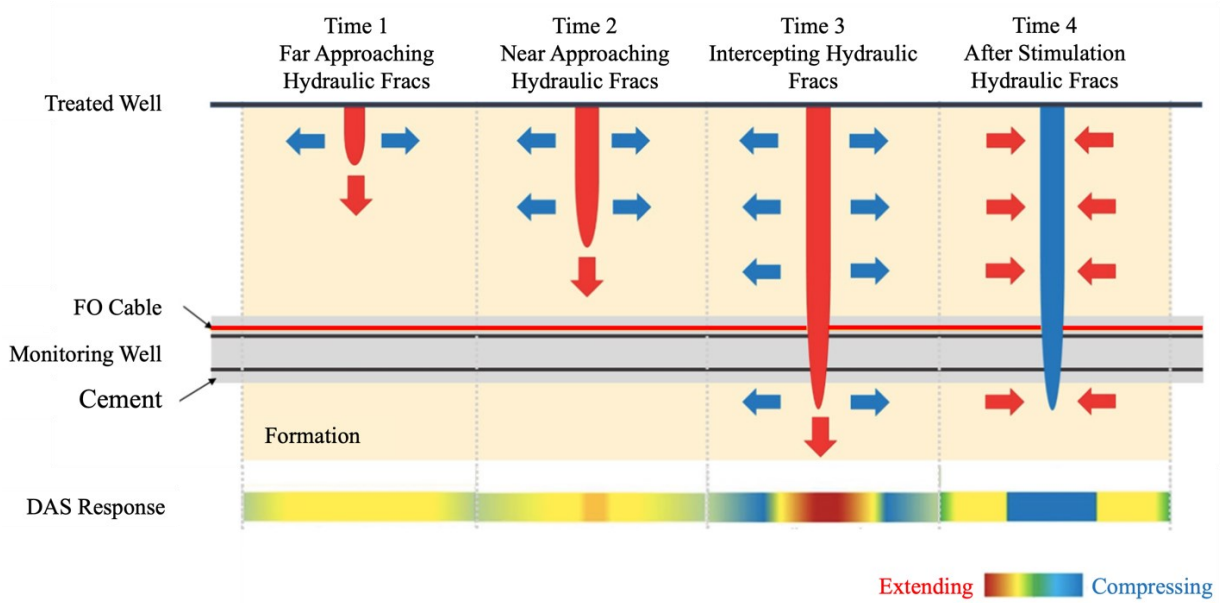 Time 1
Far Approaching
Hydraulic Fracs
Time 2
Near Approaching
Hydraulic Fracs
Time 3
Intercepting Hydraulic
Fracs
Time 4
After Stimulation
Hydraulic Fracs
Treated Well
FO Cable
Monitoring Well
Cement
Formation
DAS Response
Extending
Compressing